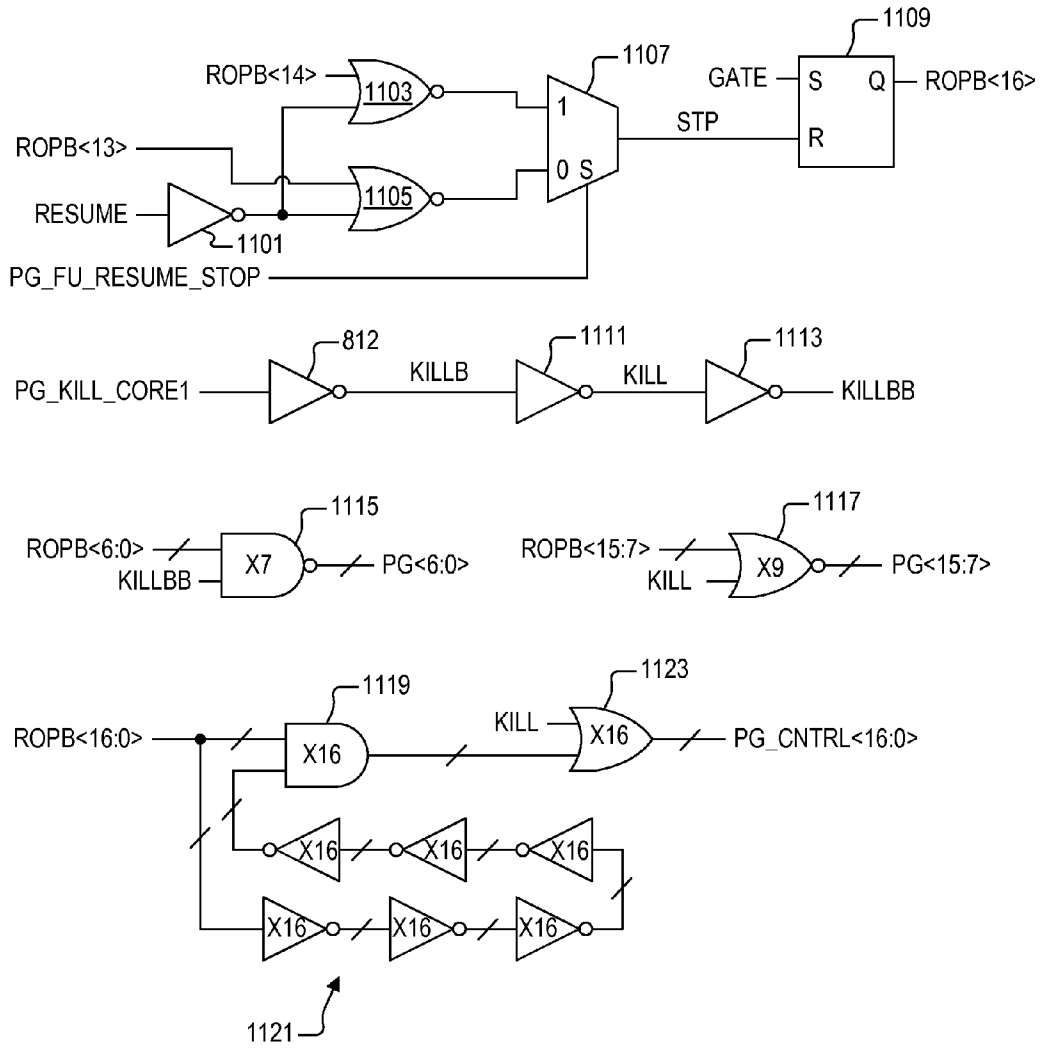 1109
1107
ROPB<14>
1103
1
GATE
S
Q
ROPB<16>
STP
R
ROPB<13>
0 S
1105
RESUME
1101
PG_FU_RESUME_STOP
812
1111
1113
PG_KILL_CORE1
KILLB
KILL
KILLBB
1115
1117
ROPB<6:0>
X7
PG<6:0>
KILLBB
ROPB<15:7>
X9
PG<15:7>
KILL
1119
1123
ROPB<16:0>
X16
KILL
X16
PG_CNTRL<16:0>
X16
X16
X16
X16
X16
X16
1121